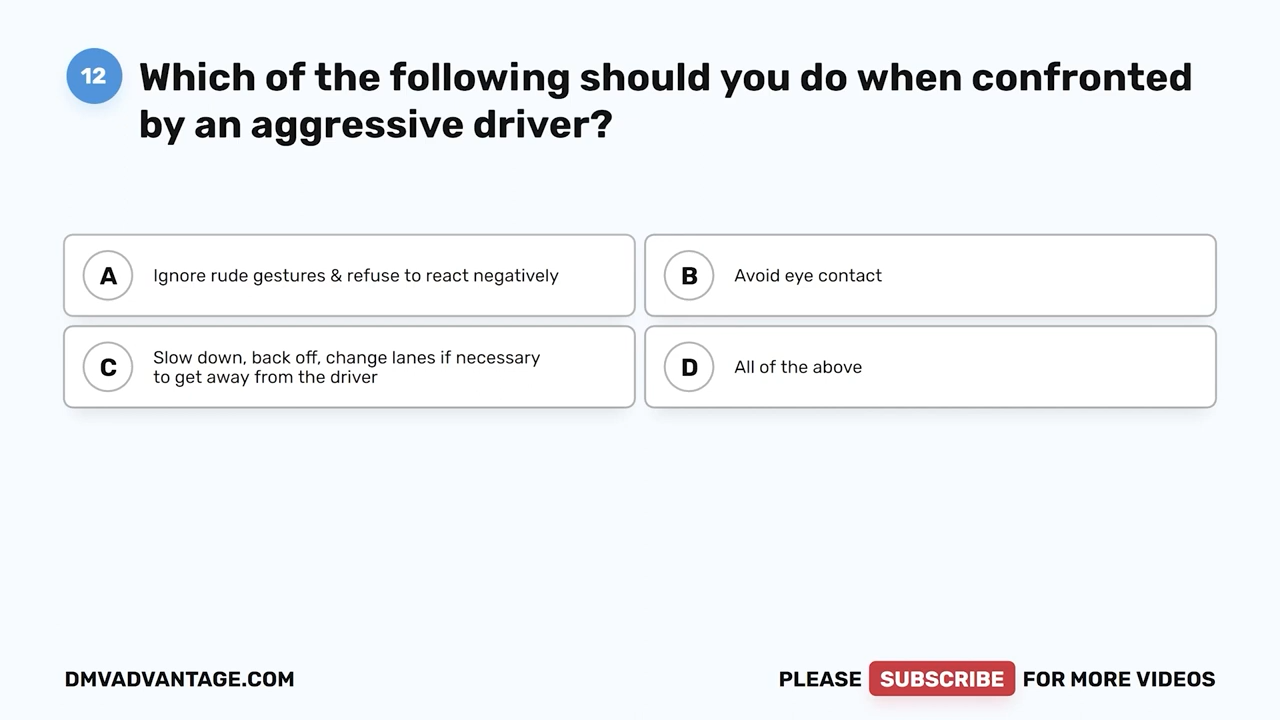 12
Which of the following should you do when confronted
by an aggressive driver?
A
Ignore rude gestures & refuse to react negatively
B
Avoid eye contact
C
Slow down, back off, change lanes if necessary
to get away from the driver
D
All of the above
DMVADVANTAGE.COM
PLEASE SUBSCRIBE FOR MORE VIDEOS